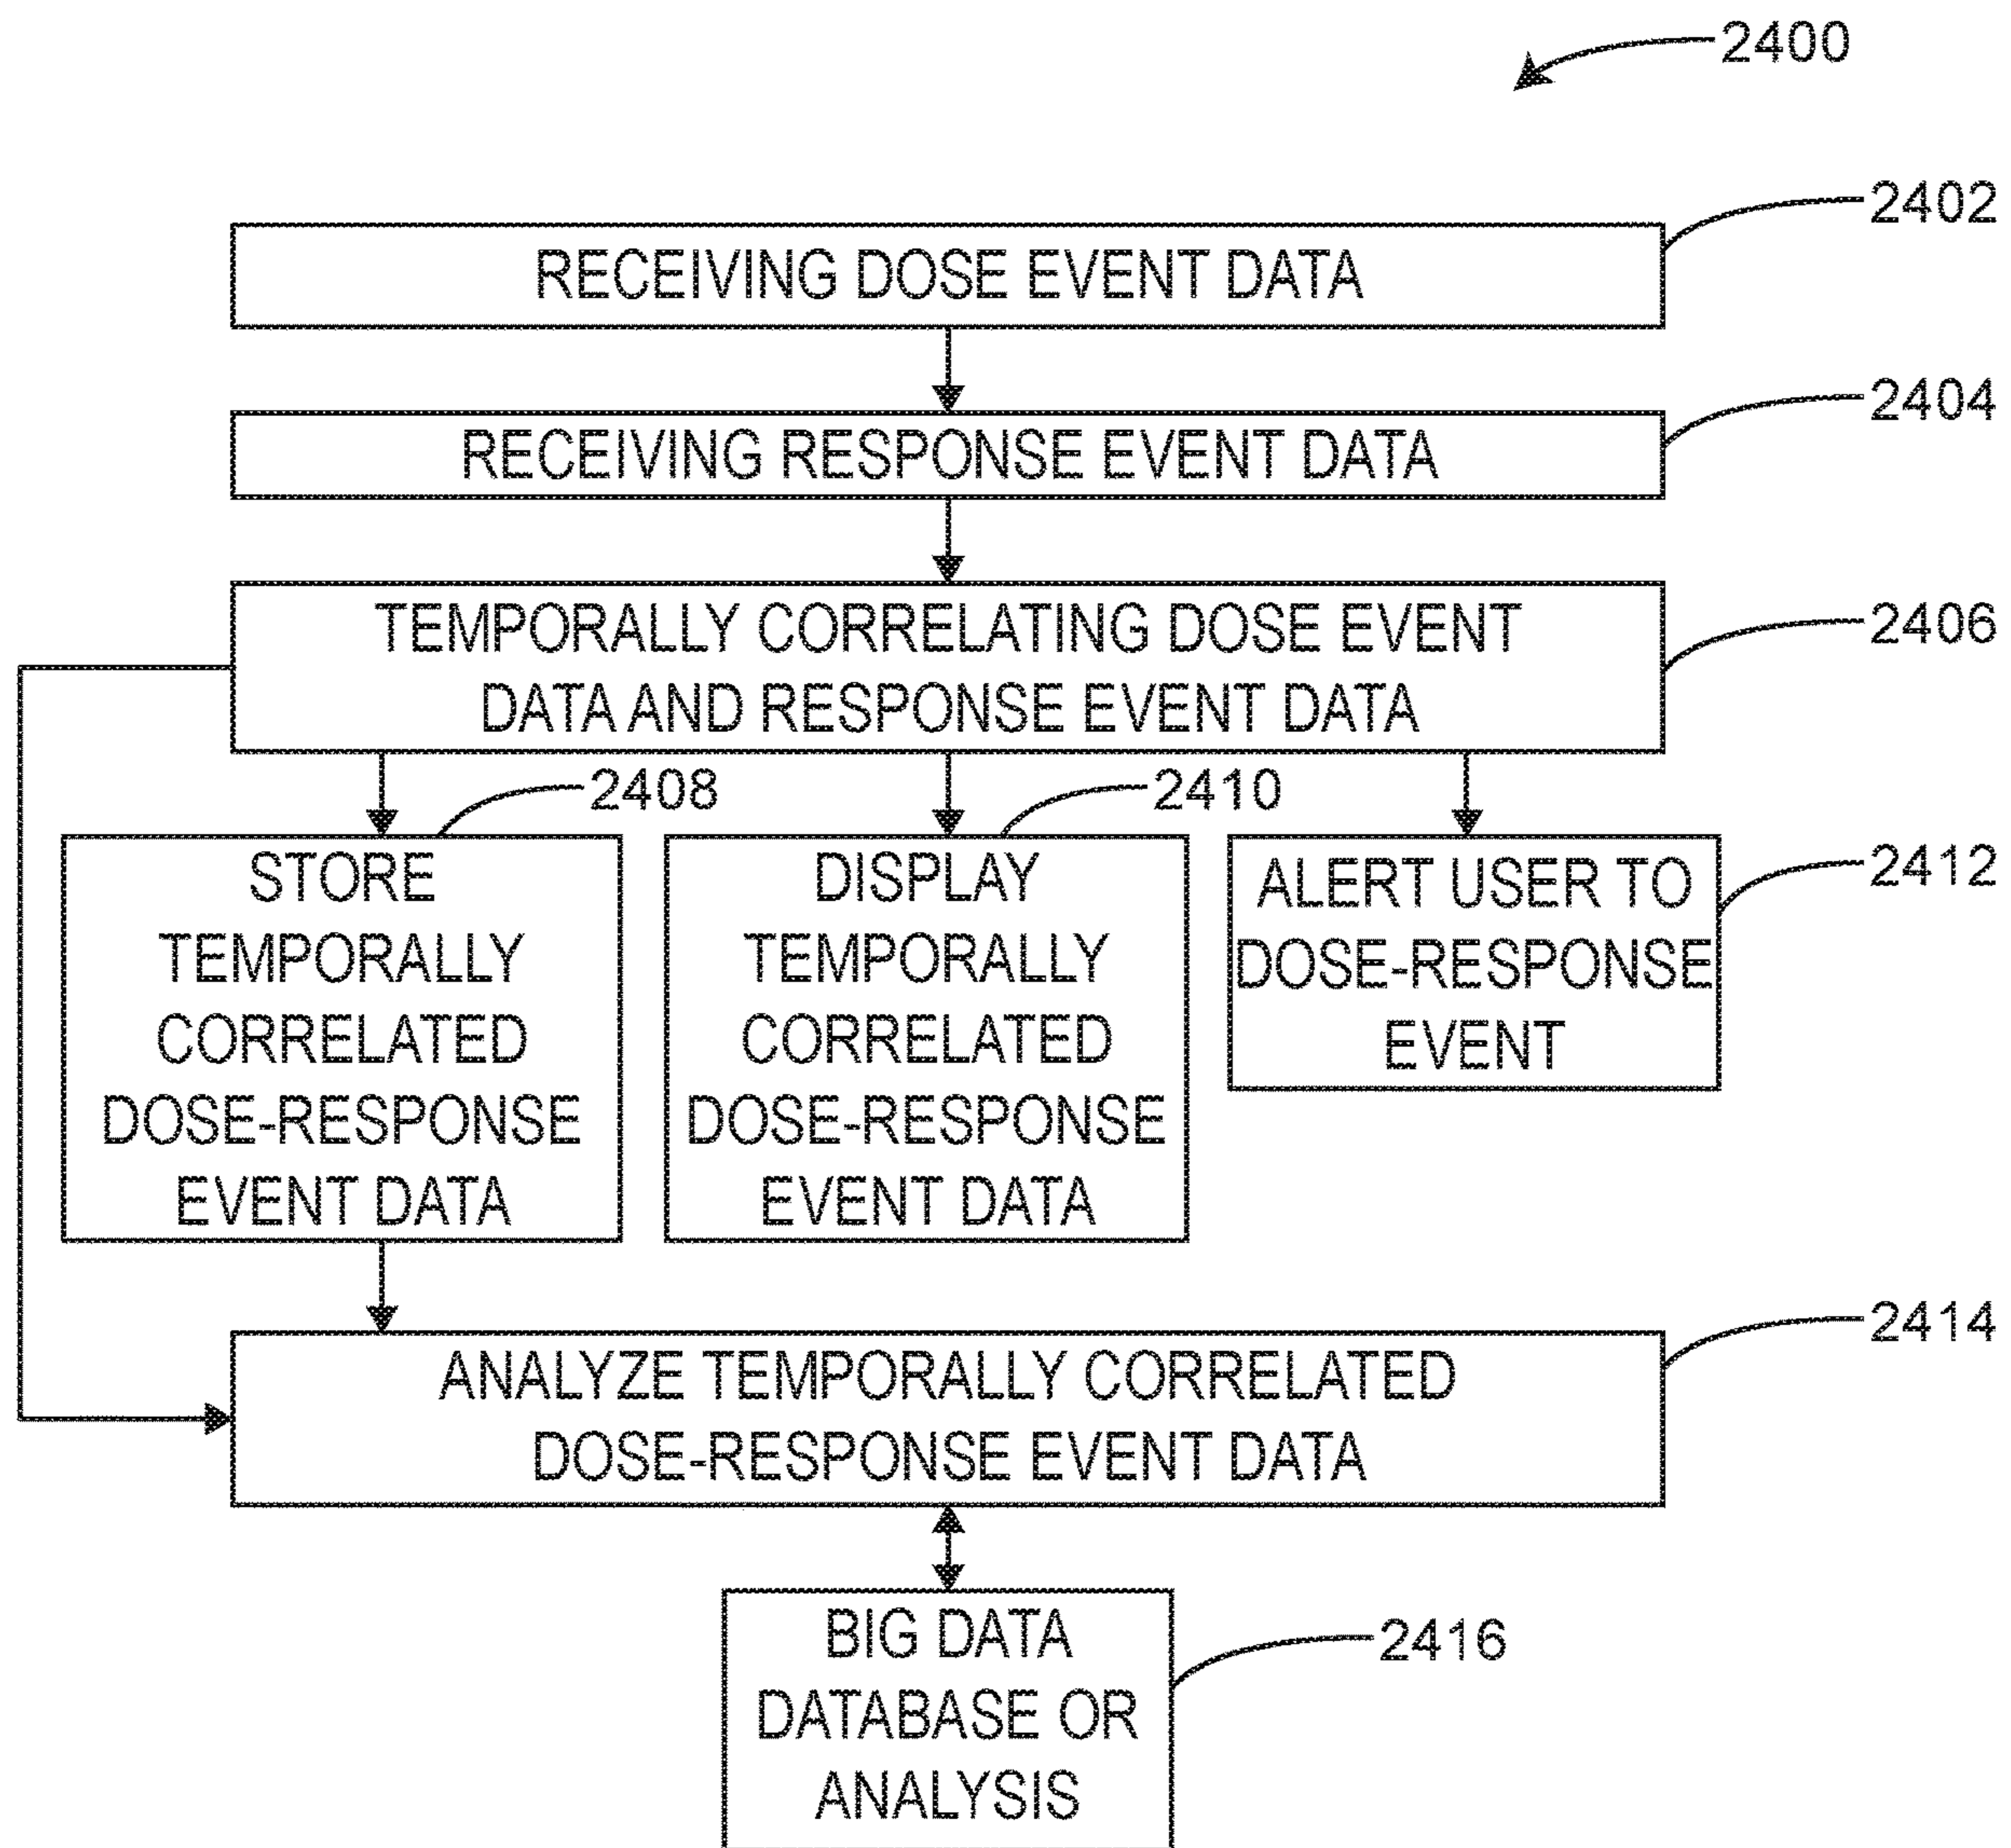 2400
2402
RECEIVING DOSE EVENT DATA
2404
RECEIVING RESPONSE EVENT DATA
2406
TEMPORALLY CORRELATING DOSE EVENT
DATA AND RESPONSE EVENT DATA
2408
STORE
TEMPORALLY
CORRELATED
DOSE-RESPONSE
EVENT DATA
2410
DISPLAY
TEMPORALLY
CORRELATED
DOSE-RESPONSE
EVENT DATA
2412
ALERT USER TO
DOSE-RESPONSE
EVENT
2414
ANALYZE TEMPORALLY CORRELATED
DOSE-RESPONSE EVENT DATA
2416
BIG DATA
DATABASE OR
ANALYSIS